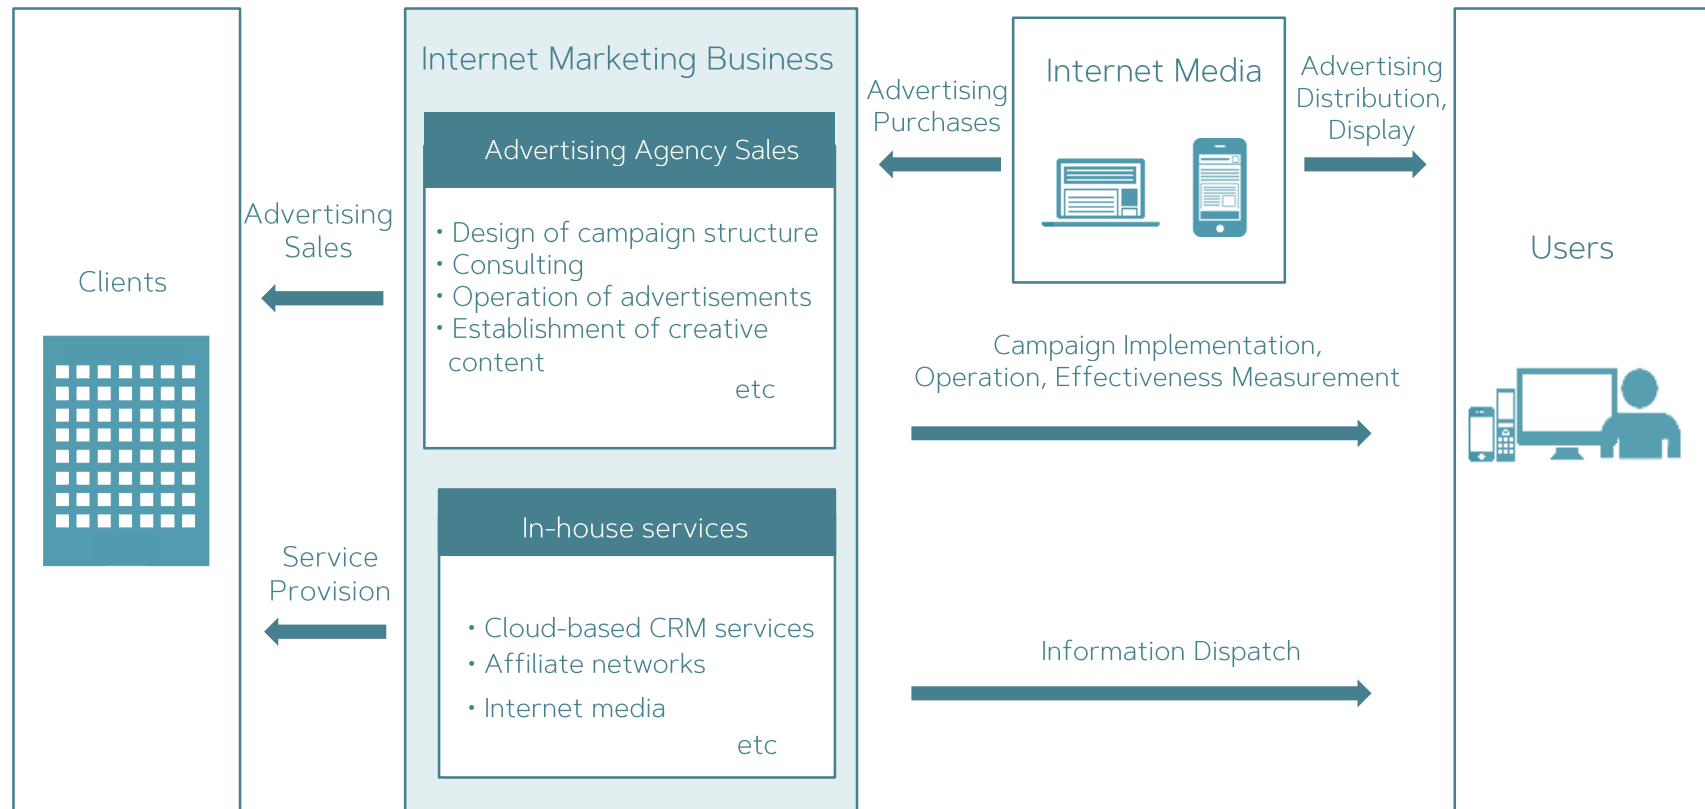 Clients
Advertising
Sales
Service
Provision
Internet Marketing Business
Advertising Agency Sales
・Design of campaign structure
・Consulting
・Operation of advertisements
・Establishment of creative
content
etc
In-house services
・Cloud-based CRM services
・Affiliate networks
・Internet media
etc
Advertising
Purchases
Internet Media
Advertising
Distribution,
Display
Campaign Implementation,
Operation, Effectiveness Measurement
Information Dispatch
Users